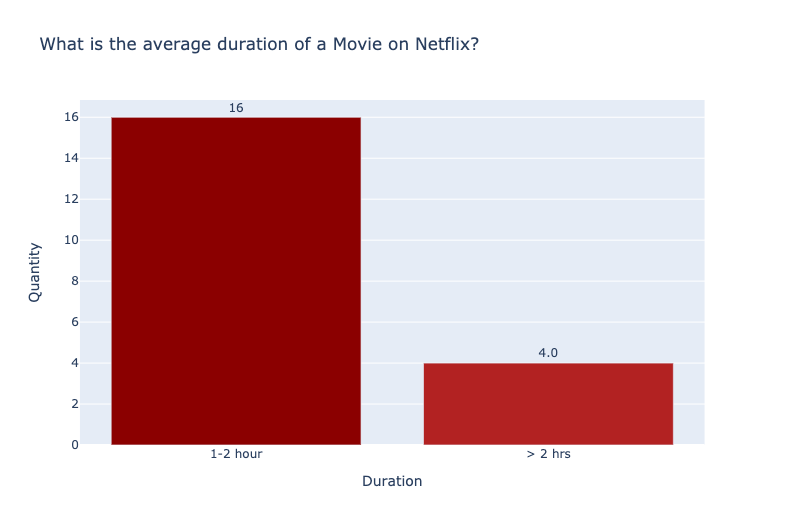 What is the average duration of a Movie on Netflix?
16
16
14
12
10
8
6
4
2
0
4.0
Quantity
1-2 hour
> 2 hrs
Duration